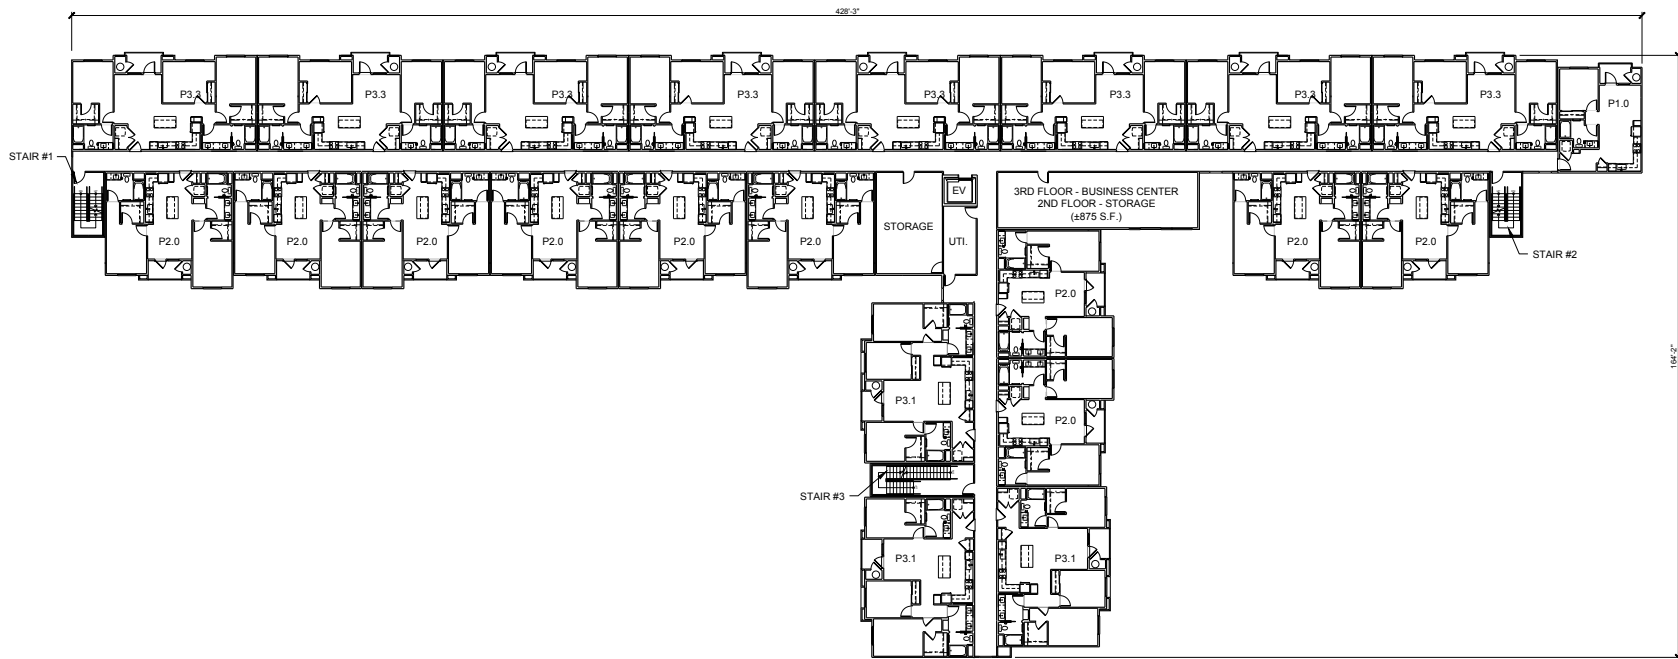 428'-3"
P3.3
P3.3
P3.3
P3.3
P3.3
P3.3
P3.3
P3.3
P1.0
STAIR #1
EV
3RD FLOOR - BUSINESS CENTER
2ND FLOOR - STORAGE
(±875 S.F.)
STORAGE
UTI.
P2.0
P2.0
P2.0
P2.0
P2.0
P2.0
P2.0
P2.0
STAIR #2
P2.0
164'-2"
P3.1
P2.0
STAIR #3
P3.1
P3.1